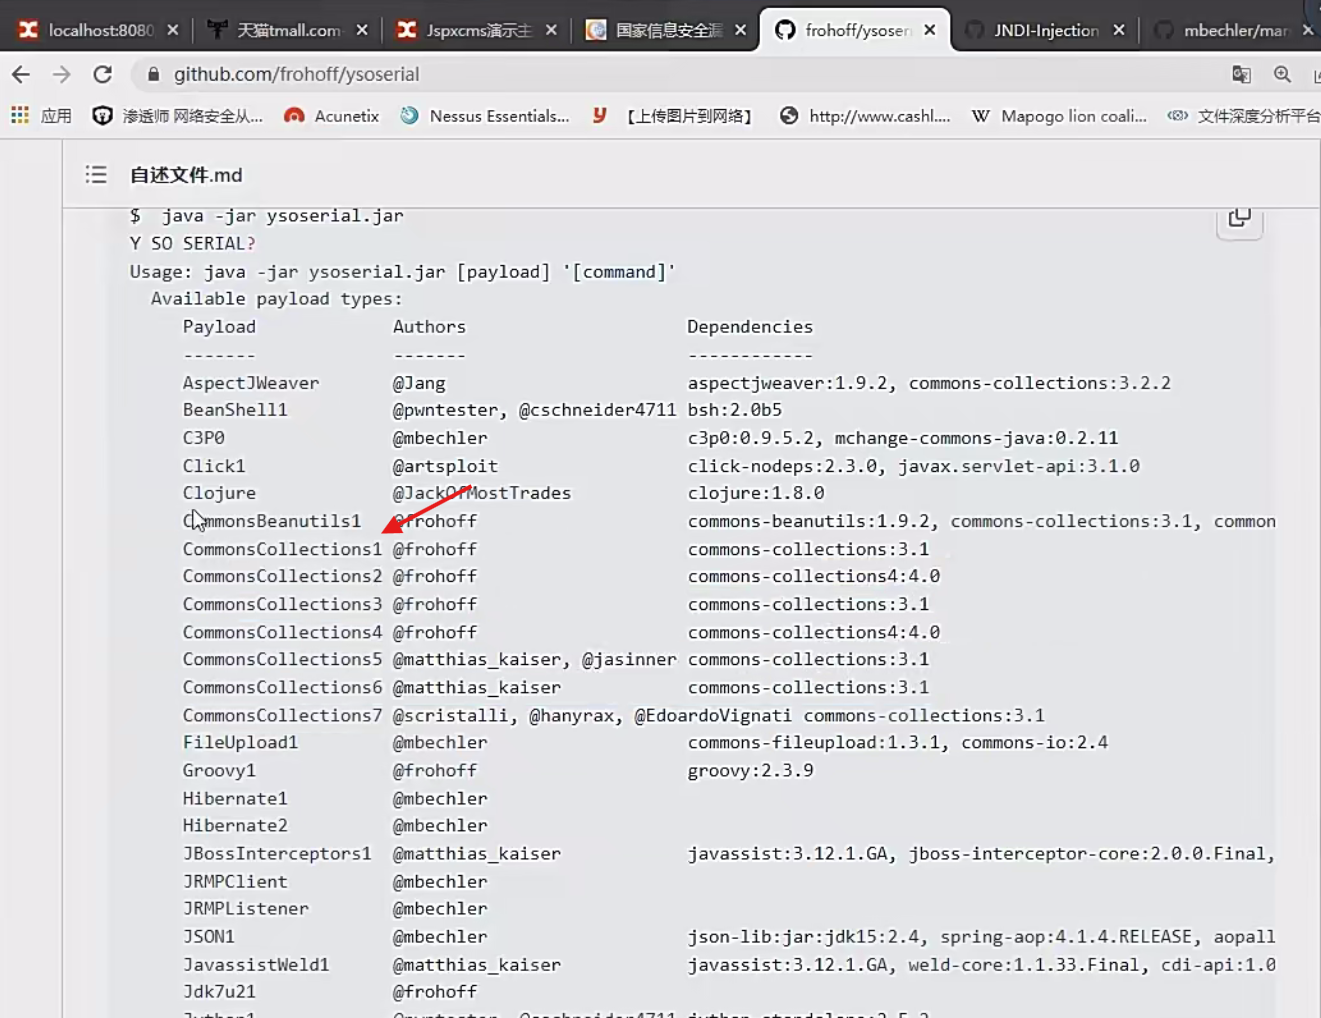 localhost:8080
天猫tmall.com-
Jspxcms演示主
国家信息安全漏
frohoff/ysoser
JNDI-Injection
mbechler/mar
github.com/frohoff/ysoserial
应用
渗透师 网络安全从...
Acunetix
Nessus Essentials...
【上传图片到网络】
http://www.cashl....
Mapogo lion coali...
文件深度分析平台
自述文件.md
$ java -jar ysoserial.jar
Y SO SERIAL?
Usage: java -jar ysoserial.jar [payload] '[command]'
Available payload types:
Payload Authors Dependencies
------- ------- ------------
AspectJWeaver @Jang aspectjweaver:1.9.2, commons-collections:3.2.2
BeanShell1 @pwntester, @cschneider4711 bsh:2.0b5
C3P0 @mbechler c3p0:0.9.5.2, mchange-commons-java:0.2.11
Click1 @artsploit click-nodeps:2.3.0, javax.servlet-api:3.1.0
Clojure @JackOfMostTrades clojure:1.8.0
CommonsBeanutils1 @frohoff commons-beanutils:1.9.2, commons-collections:3.1, common
CommonsCollections1 @frohoff commons-collections:3.1
CommonsCollections2 @frohoff commons-collections4:4.0
CommonsCollections3 @frohoff commons-collections:3.1
CommonsCollections4 @frohoff commons-collections4:4.0
CommonsCollections5 @matthias_kaiser, @jasinner commons-collections:3.1
CommonsCollections6 @matthias_kaiser commons-collections:3.1
CommonsCollections7 @scristalli, @hanyrax, @EdoardoVignati commons-collections:3.1
FileUpload1 @mbechler commons-fileupload:1.3.1, commons-io:2.4
Groovy1 @frohoff groovy:2.3.9
Hibernate1 @mbechler
Hibernate2 @mbechler
JBossInterceptors1 @matthias_kaiser javassist:3.12.1.GA, jboss-interceptor-core:2.0.0.Final,
JRMPClient @mbechler
JRMPListener @mbechler
JSON1 @mbechler json-lib:jar:jdk15:2.4, spring-aop:4.1.4.RELEASE, aopall
JavassistWeld1 @matthias_kaiser javassist:3.12.1.GA, weld-core:1.1.33.Final, cdi-api:1.0
Jdk7u21 @frohoff